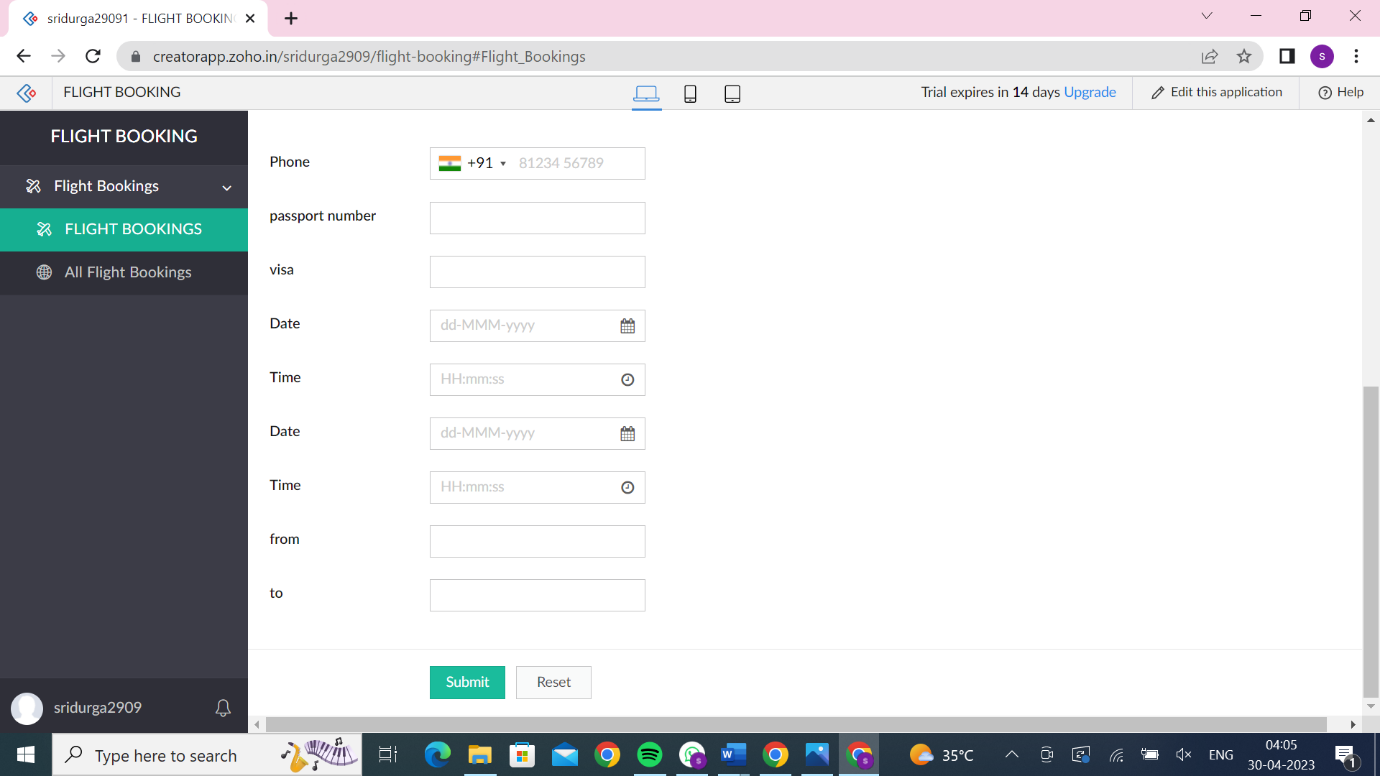 sridurga29091 - FLIGHT BOOKIN
creatorapp.zoho.in/sridurga2909/flight-booking#Flight_Bookings
s
FLIGHT BOOKING
Trial expires in 14 days Upgrade
Edit this application
Help
FLIGHT BOOKING
Flight Bookings
FLIGHT BOOKINGS
All Flight Bookings
Phone
+91
81234 56789
passport number
visa
Date
dd-MMM-yyyy
Time
HH:mm:ss
Date
dd-MMM-yyyy
Time
HH:mm:ss
from
to
Submit
Reset
sridurga2909
Type here to search
35°C
ENG
04:05
30-04-2023
1